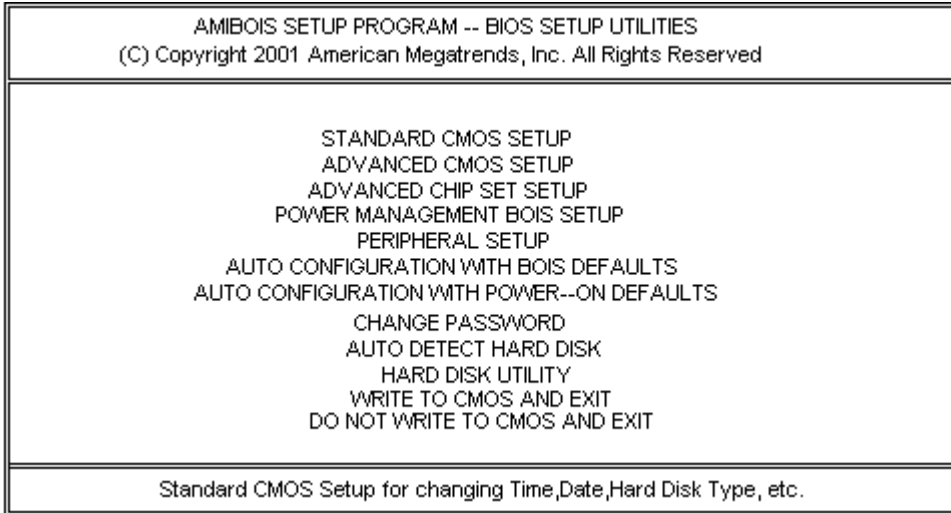 AMIBOIS SETUP PROGRAM -- BIOS SETUP UTILITIES
(C) Copyright 2001 American Megatrends, Inc. All Rights Reserved
STANDARD CMOS SETUP
ADVANCED CMOS SETUP
ADVANCED CHIP SET SETUP
POWER MANAGEMENT BOIS SETUP
PERIPHERAL SETUP
AUTO CONFIGURATION WITH BOIS DEFAULTS
AUTO CONFIGURATION WITH POWER--ON DEFAULTS
CHANGE PASSWORD
AUTO DETECT HARD DISK
HARD DISK UTILITY
WRITE TO CMOS AND EXIT
DO NOT WRITE TO CMOS AND EXIT
Standard CMOS Setup for changing Time,Date,Hard Disk Type, etc.